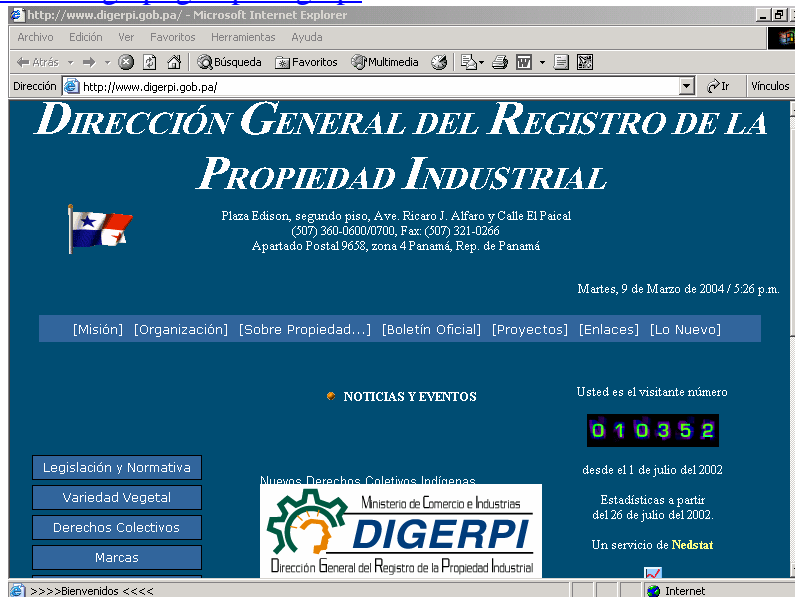 http://www.digerpi.gob.pa/ - Microsoft Internet Explorer
Archivo Edición Ver Favoritos Herramientas Ayuda
Atrás Búsqueda Favoritos Multimedia
Dirección http://www.digerpi.gob.pa/ Ir Vínculos
DIRECCIÓN GENERAL DEL REGISTRO DE LA
PROPIEDAD INDUSTRIAL
Plaza Edison, segundo piso, Ave. Ricaro J. Alfaro y Calle El Paical
(507) 360-0600/0700, Fax: (507) 321-0266
Apartado Postal 9658, zona 4 Panamá, Rep. de Panamá
Martes, 9 de Marzo de 2004 / 5:26 p.m.
[Misión] [Organización] [Sobre Propiedad...] [Boletín Oficial] [Proyectos] [Enlaces] [Lo Nuevo]
NOTICIAS Y EVENTOS
Usted es el visitante número
010352
desde el 1 de julio del 2002
Estadísticas a partir
del 26 de julio del 2002.
Un servicio de Nedstat
Legislación y Normativa
Variedad Vegetal
Derechos Colectivos
Marcas
Nuevos Derechos Coletivos Indígenas
Ministerio de Comercio e Industrias
DIGERPI
Dirección General del Registro de la Propiedad Industrial
>>>>Bienvenidos <<<< Internet